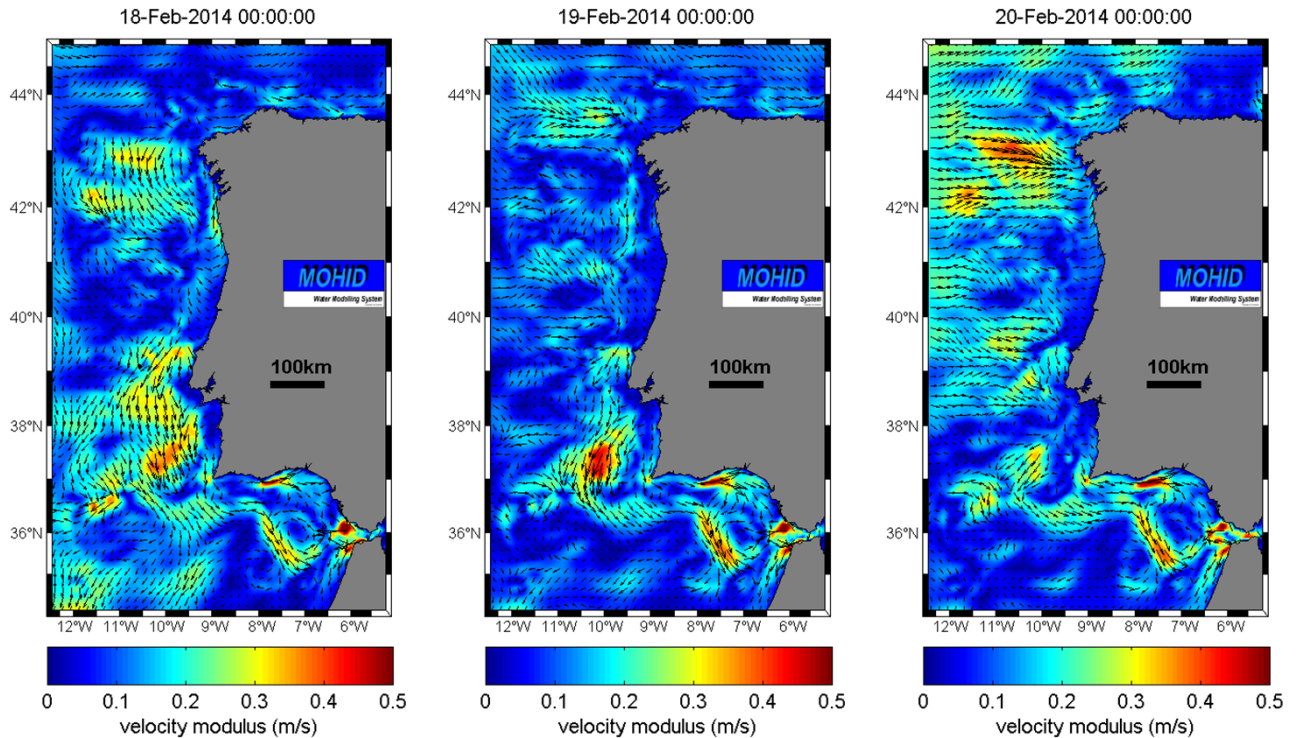 18-Feb-2014 00:00:00
44°N
42°N
40°N
38°N
36°N
12°W 11°W 10°W 9°W 8°W 7°W 6°W
MOHID
Water Modelling System
100km
0 0.1 0.2 0.3 0.4 0.5
velocity modulus (m/s)
19-Feb-2014 00:00:00
44°N
42°N
40°N
38°N
36°N
12°W 11°W 10°W 9°W 8°W 7°W 6°W
MOHID
Water Modelling System
100km
0 0.1 0.2 0.3 0.4 0.5
velocity modulus (m/s)
20-Feb-2014 00:00:00
44°N
42°N
40°N
38°N
36°N
12°W 11°W 10°W 9°W 8°W 7°W 6°W
MOHID
Water Modelling System
100km
0 0.1 0.2 0.3 0.4 0.5
velocity modulus (m/s)